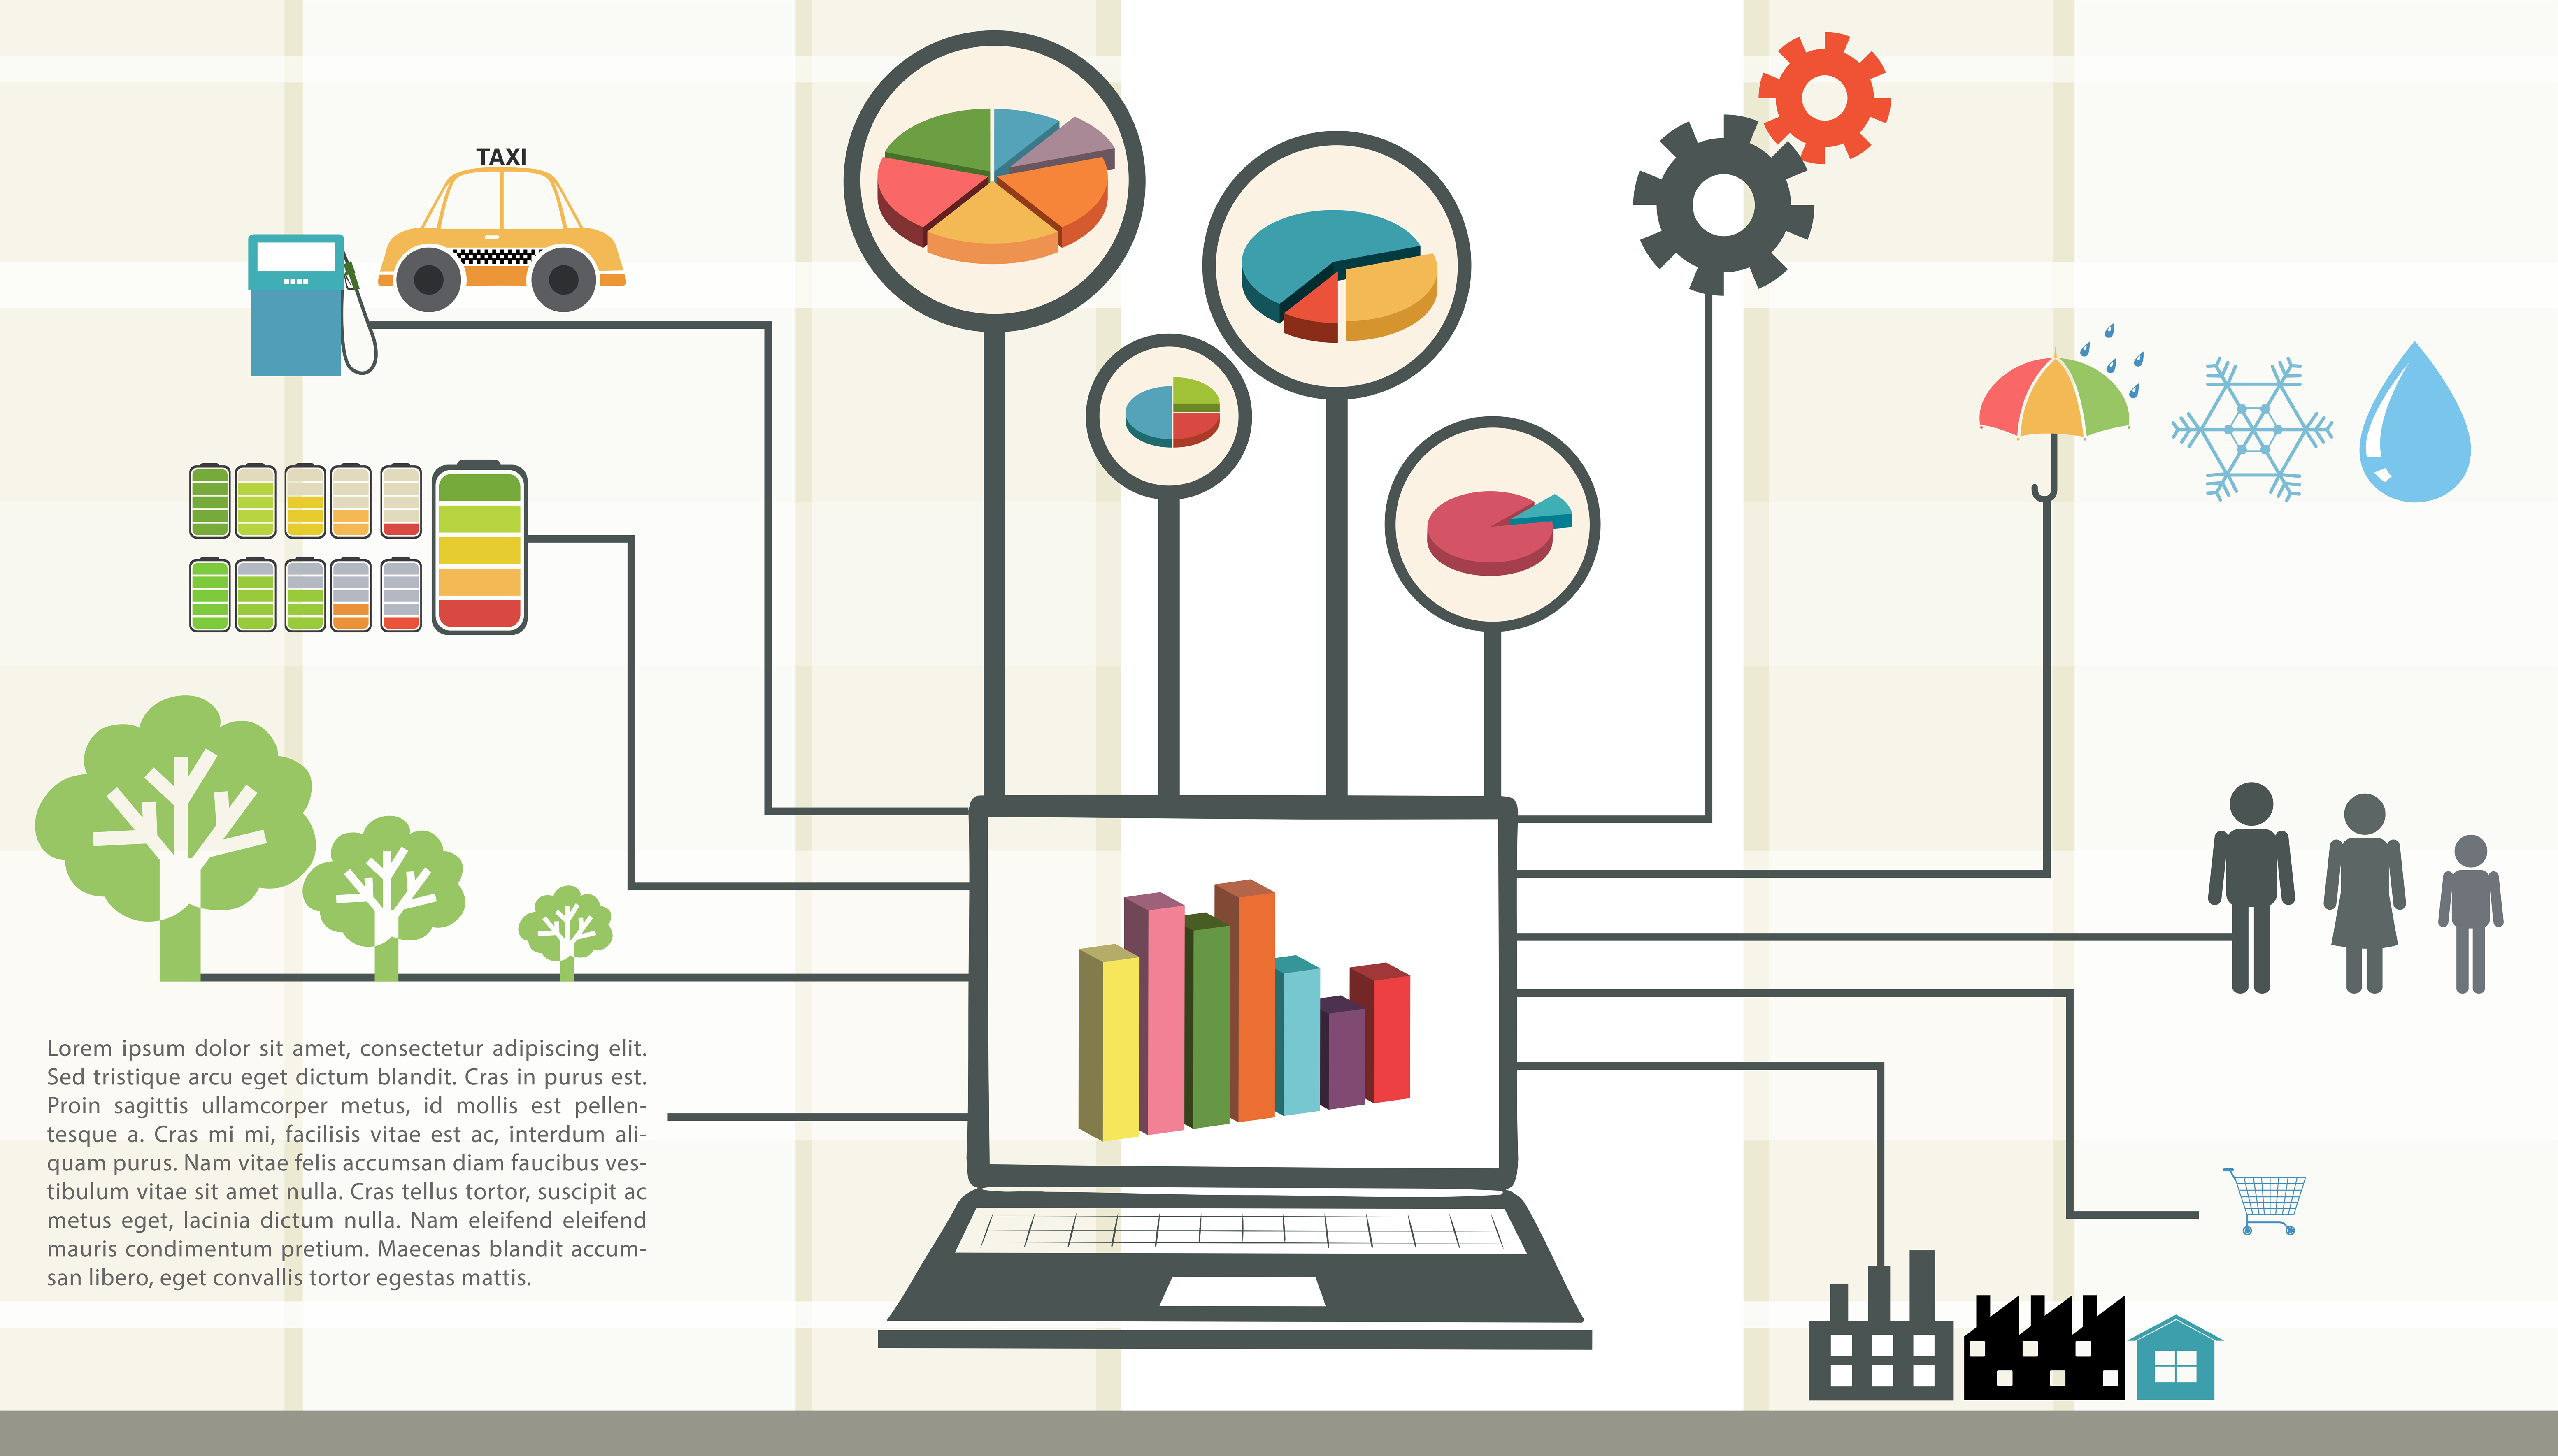 TAXI
Lorem ipsum dolor sit amet, consectetur adipiscing elit.
Sed tristique arcu eget dictum blandit. Cras in purus est.
Proin sagittis ullamcorper metus, id mollis est pellen-
tesque a. Cras mi mi, facilisis vitae est ac, interdum ali-
quam purus. Nam vitae felis accumsan diam faucibus ves-
tibulum vitae sit amet nulla. Cras tellus tortor, suscipit ac
metus eget, lacinia dictum nulla. Nam eleifend eleifend
mauris condimentum pretium. Maecenas blandit accum-
san libero, eget convallis tortor egestas mattis.